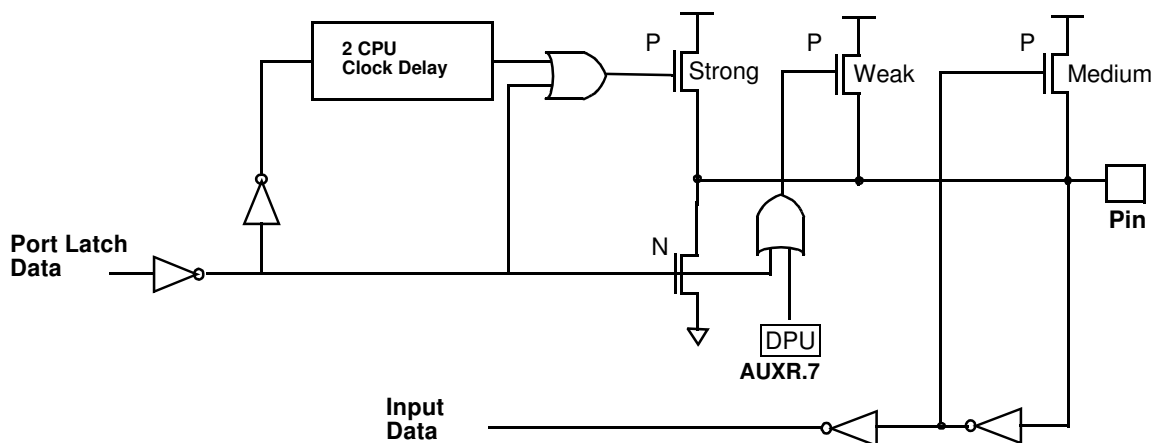 2 CPU
Clock Delay
P
Strong
P
Weak
P
Medium
Pin
Port Latch
Data
N
DPU
AUXR.7
Input
Data